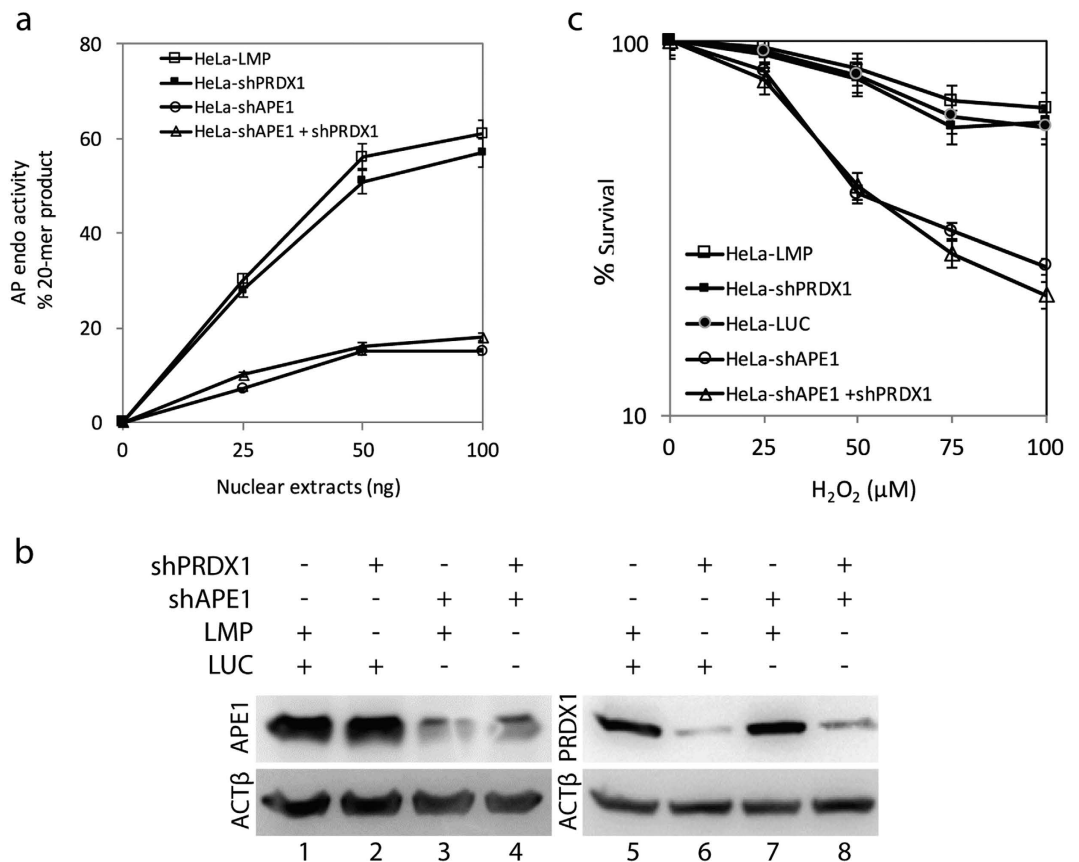 a
80
60
40
20
0
AP endo activity
% 20-mer product
HeLa-LMP
HeLa-shPRDX1
HeLa-shAPE1
HeLa-shAPE1 + shPRDX1
0 25 50 100
Nuclear extracts (ng)
c
100
10
% Survival
HeLa-LMP
HeLa-shPRDX1
HeLa-LUC
HeLa-shAPE1
HeLa-shAPE1 +shPRDX1
0 25 50 75 100
H₂O₂ (µM)
b
shPRDX1 - + - + - + - +
shAPE1 - - + + - - + +
LMP + - + - + - + -
LUC + + - - + + - -
APE1
PRDX1
ACTβ
ACTβ
1 2 3 4 5 6 7 8